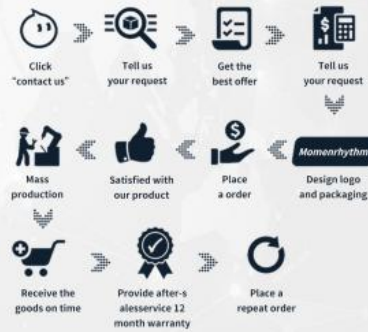 Click
"contact us"
Tell us
your request
Get the
best offer
Tell us
your request
Momenrhythm
Design logo
and packaging
Place
a order
Satisfied with
our product
Mass
production
Receive the
goods on time
Provide after-s
alesservice 12
month warranty
Place a
repeat order